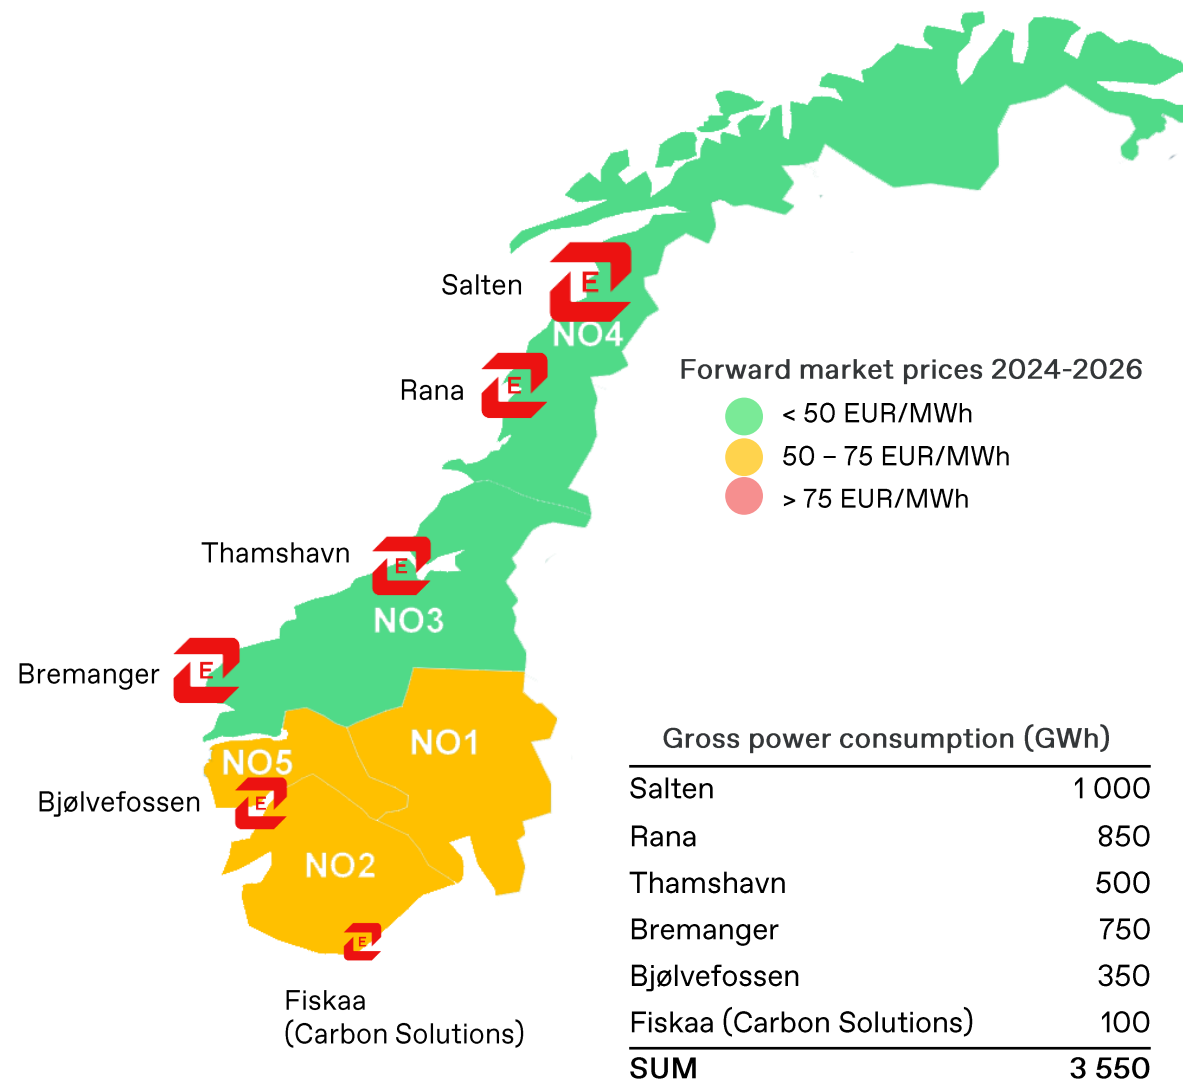 Salten
E
NO4
Rana
E
Forward market prices 2024-2026
< 50 EUR/MWh
50 – 75 EUR/MWh
> 75 EUR/MWh
Thamshavn
E
NO3
Bremanger
E
NO1
NO5
Bjølvefossen
E
NO2
E
Fiskaa
(Carbon Solutions)
Gross power consumption (GWh)
Salten 1 000
Rana 850
Thamshavn 500
Bremanger 750
Bjølvefossen 350
Fiskaa (Carbon Solutions) 100
SUM 3 550